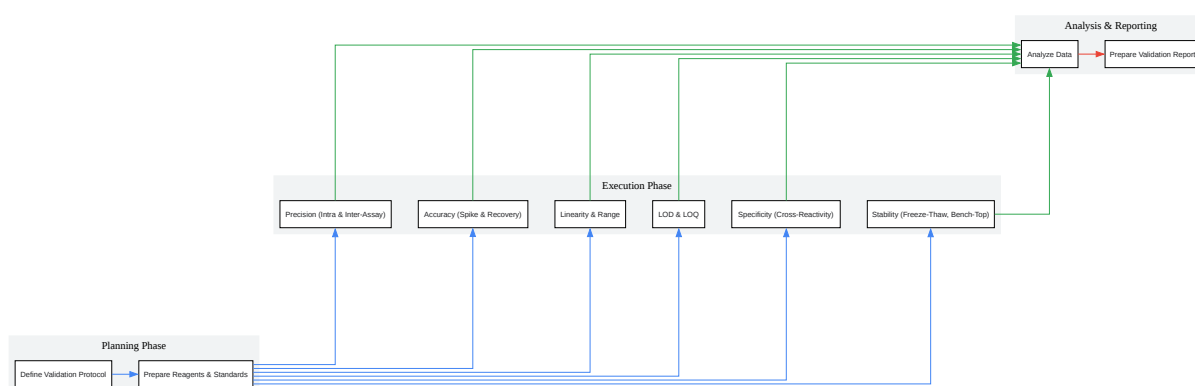 Analysis & Reporting
Analyze Data
Prepare Validation Report
Execution Phase
Precision (Intra & Inter-Assay)
Accuracy (Spike & Recovery)
Linearity & Range
LOD & LOQ
Specificity (Cross-Reactivity)
Stability (Freeze-Thaw, Bench-Top)
Planning Phase
Define Validation Protocol
Prepare Reagents & Standards